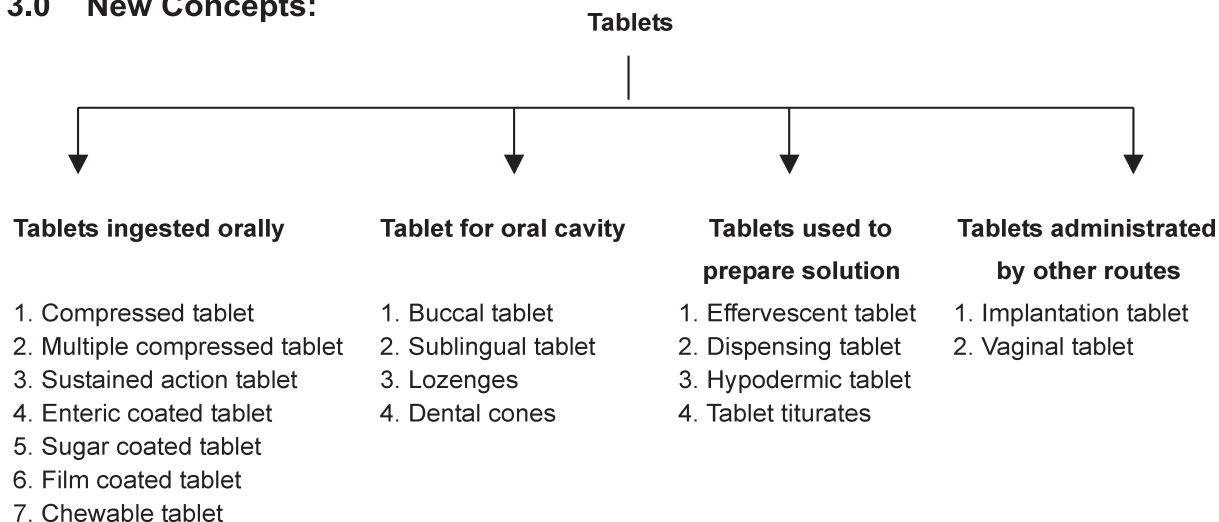 3.0 New Concepts:
Tablets
Tablets ingested orally
1. Compressed tablet
2. Multiple compressed tablet
3. Sustained action tablet
4. Enteric coated tablet
5. Sugar coated tablet
6. Film coated tablet
7. Chewable tablet
Tablet for oral cavity
1. Buccal tablet
2. Sublingual tablet
3. Lozenges
4. Dental cones
Tablets used to
prepare solution
1. Effervescent tablet
2. Dispensing tablet
3. Hypodermic tablet
4. Tablet titurates
Tablets administrated
by other routes
1. Implantation tablet
2. Vaginal tablet